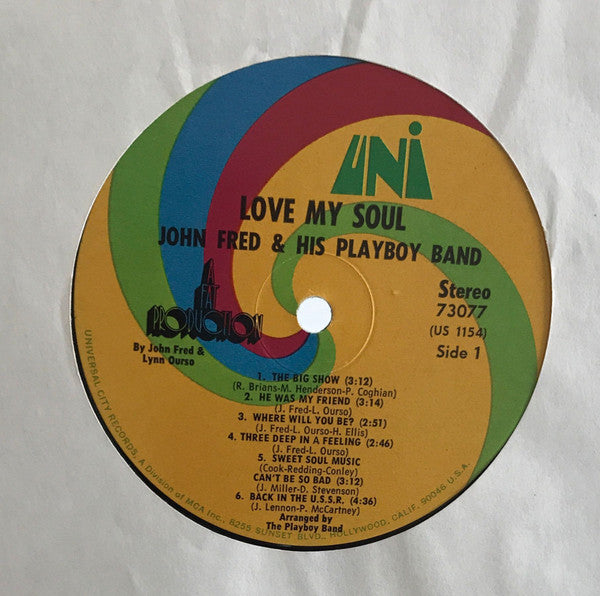 UNI
LOVE MY SOUL
JOHN FRED & HIS PLAYBOY BAND
A
FAT
PRODUCTION
By John Fred &
Lynn Ourso
Stereo
73077
(US 1154)
Side 1
1. THE BIG SHOW (3:12)
(R. Brians-M. Henderson-P. Coghian)
2. HE WAS MY FRIEND (3:14)
(J. Fred-L. Ourso)
3. WHERE WILL YOU BE? (2:51)
(J. Fred-L. Ourso-H. Ellis)
4. THREE DEEP IN A FEELING (2:46)
(J. Fred-L. Ourso)
5. SWEET SOUL MUSIC
(Cook-Redding-Conley)
CAN'T BE SO BAD (3:12)
(J. Miller-D. Stevenson)
6. BACK IN THE U.S.S.R. (4:36)
(J. Lennon-P. McCartney)
Arranged by
The Playboy Band
UNIVERSAL CITY RECORDS, A Division of MCA Inc. 8255 SUNSET BLVD., HOLLYWOOD, CALIF. 90046 U.S.A.